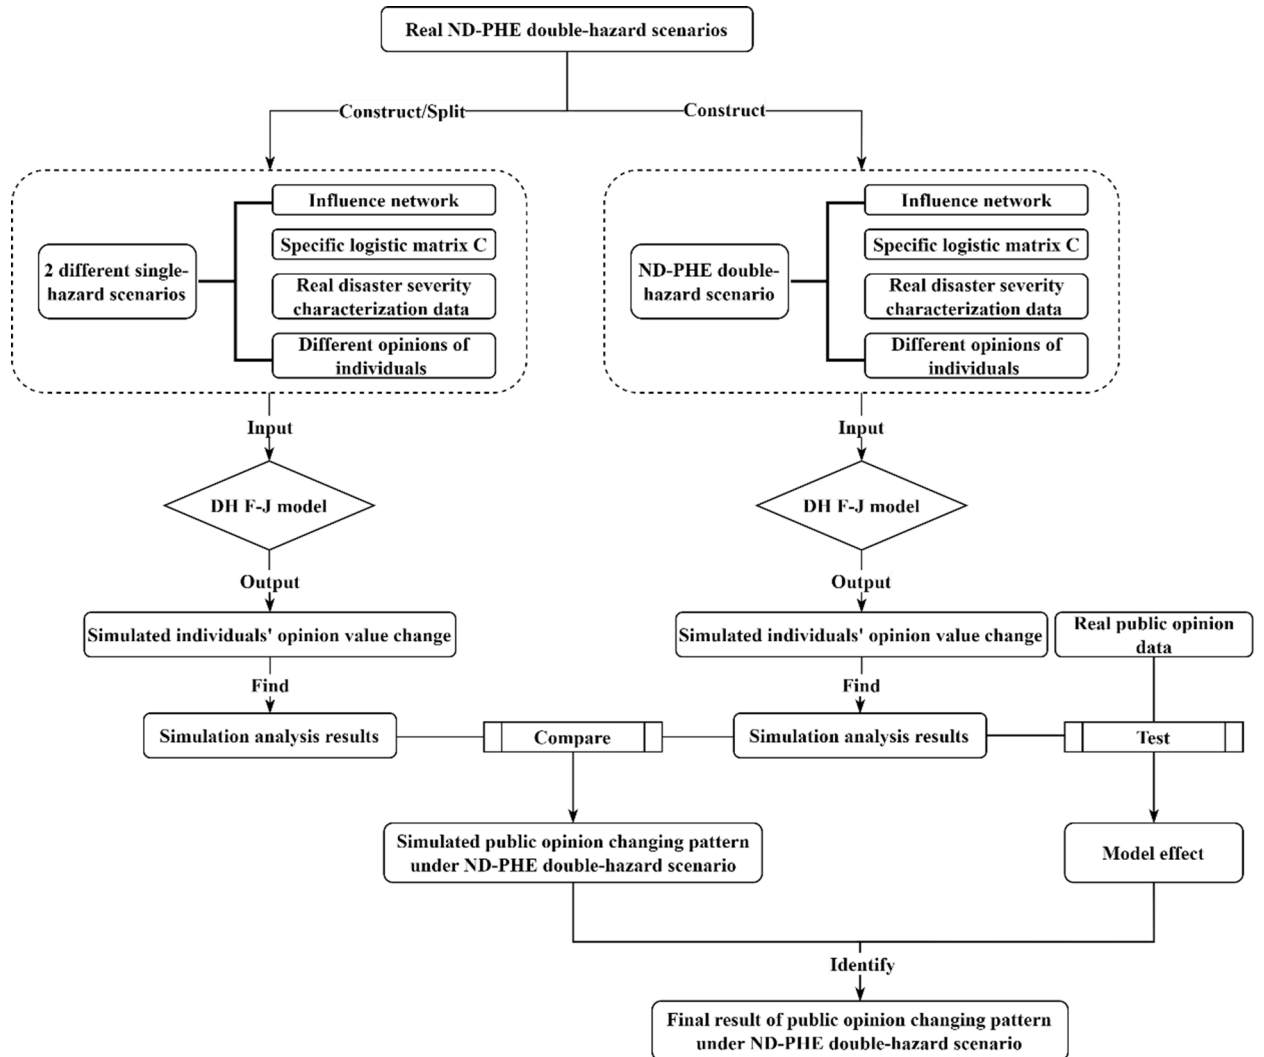 Real ND-PHE double-hazard scenarios
Construct/Split
Construct
2 different single-
hazard scenarios
Influence network
Specific logistic matrix C
Real disaster severity
characterization data
Different opinions of
individuals
ND-PHE double-
hazard scenario
Influence network
Specific logistic matrix C
Real disaster severity
characterization data
Different opinions of
individuals
Input
Input
DH F-J model
DH F-J model
Output
Output
Simulated individuals' opinion value change
Simulated individuals' opinion value change
Real public opinion
data
Find
Find
Simulation analysis results
Compare
Simulation analysis results
Test
Simulated public opinion changing pattern
under ND-PHE double-hazard scenario
Model effect
Identify
Final result of public opinion changing pattern
under ND-PHE double-hazard scenario